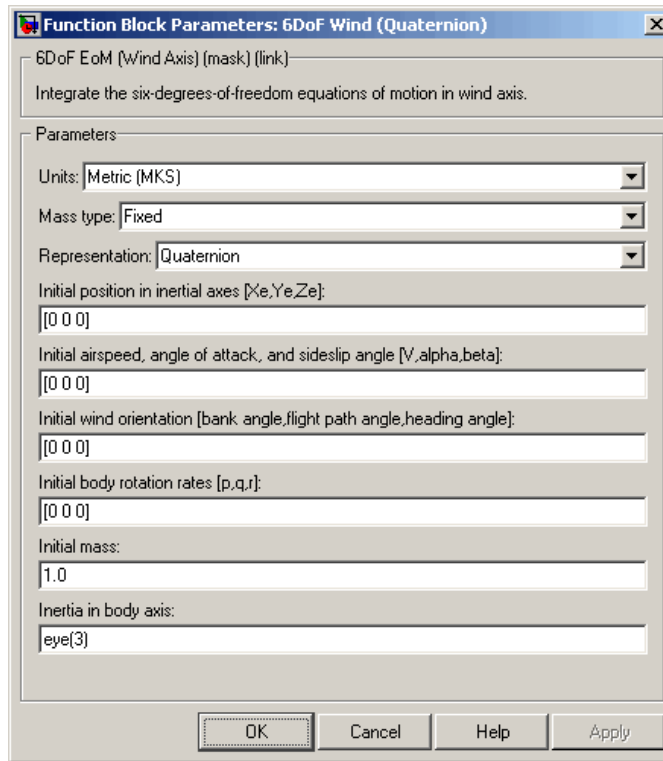 Function Block Parameters: 6DoF Wind (Quaternion)
6DoF EoM (Wind Axis) (mask) (link)
Integrate the six-degrees-of-freedom equations of motion in wind axis.
Parameters
Units: Metric (MKS)
Mass type: Fixed
Representation: Quaternion
Initial position in inertial axes [Xe,Ye,Ze]:
[0 0 0]
Initial airspeed, angle of attack, and sideslip angle [V,alpha,beta]:
[0 0 0]
Initial wind orientation [bank angle,flight path angle,heading angle]:
[0 0 0]
Initial body rotation rates [p,q,r]:
[0 0 0]
Initial mass:
1.0
Inertia in body axis:
eye(3)
OK Cancel Help Apply